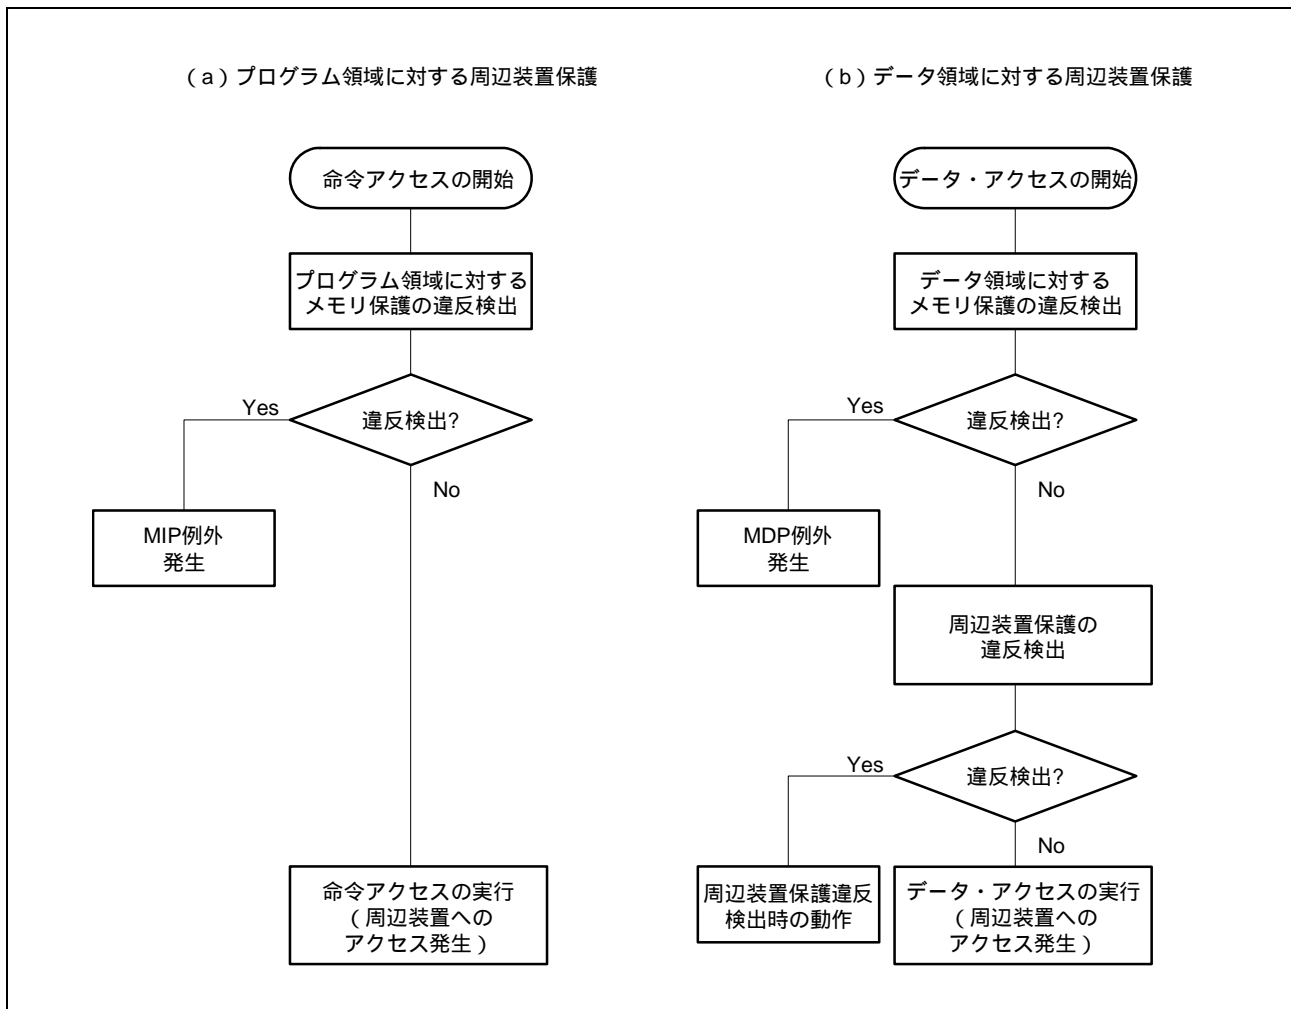 （a）プログラム領域に対する周辺装置保護
命令アクセスの開始
プログラム領域に対する
メモリ保護の違反検出
違反検出?
Yes
No
MIP例外
発生
命令アクセスの実行
（周辺装置への
アクセス発生）
（b）データ領域に対する周辺装置保護
データ・アクセスの開始
データ領域に対する
メモリ保護の違反検出
違反検出?
Yes
No
MDP例外
発生
周辺装置保護の
違反検出
違反検出?
Yes
No
周辺装置保護違反
検出時の動作
データ・アクセスの実行
（周辺装置への
アクセス発生）